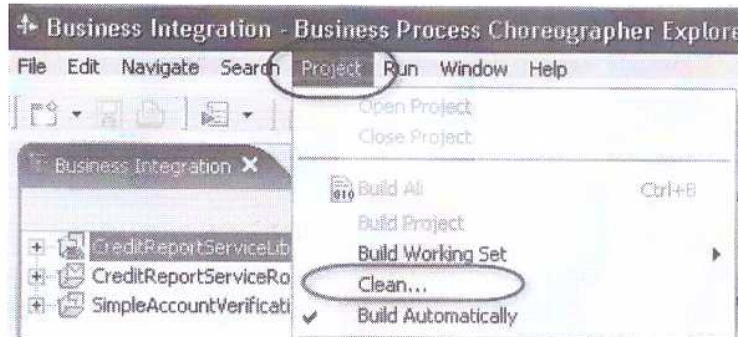 Business Integration - Business Process Choreographer Explore
File Edit Navigate Search Project Run Window Help
Open Project
Close Project
Business Integration
Build All Ctrl+B
Build Project
CreditReportServiceLib
Build Working Set
CreditReportServiceRo
Clean...
SimpleAccountVerificati
Build Automatically